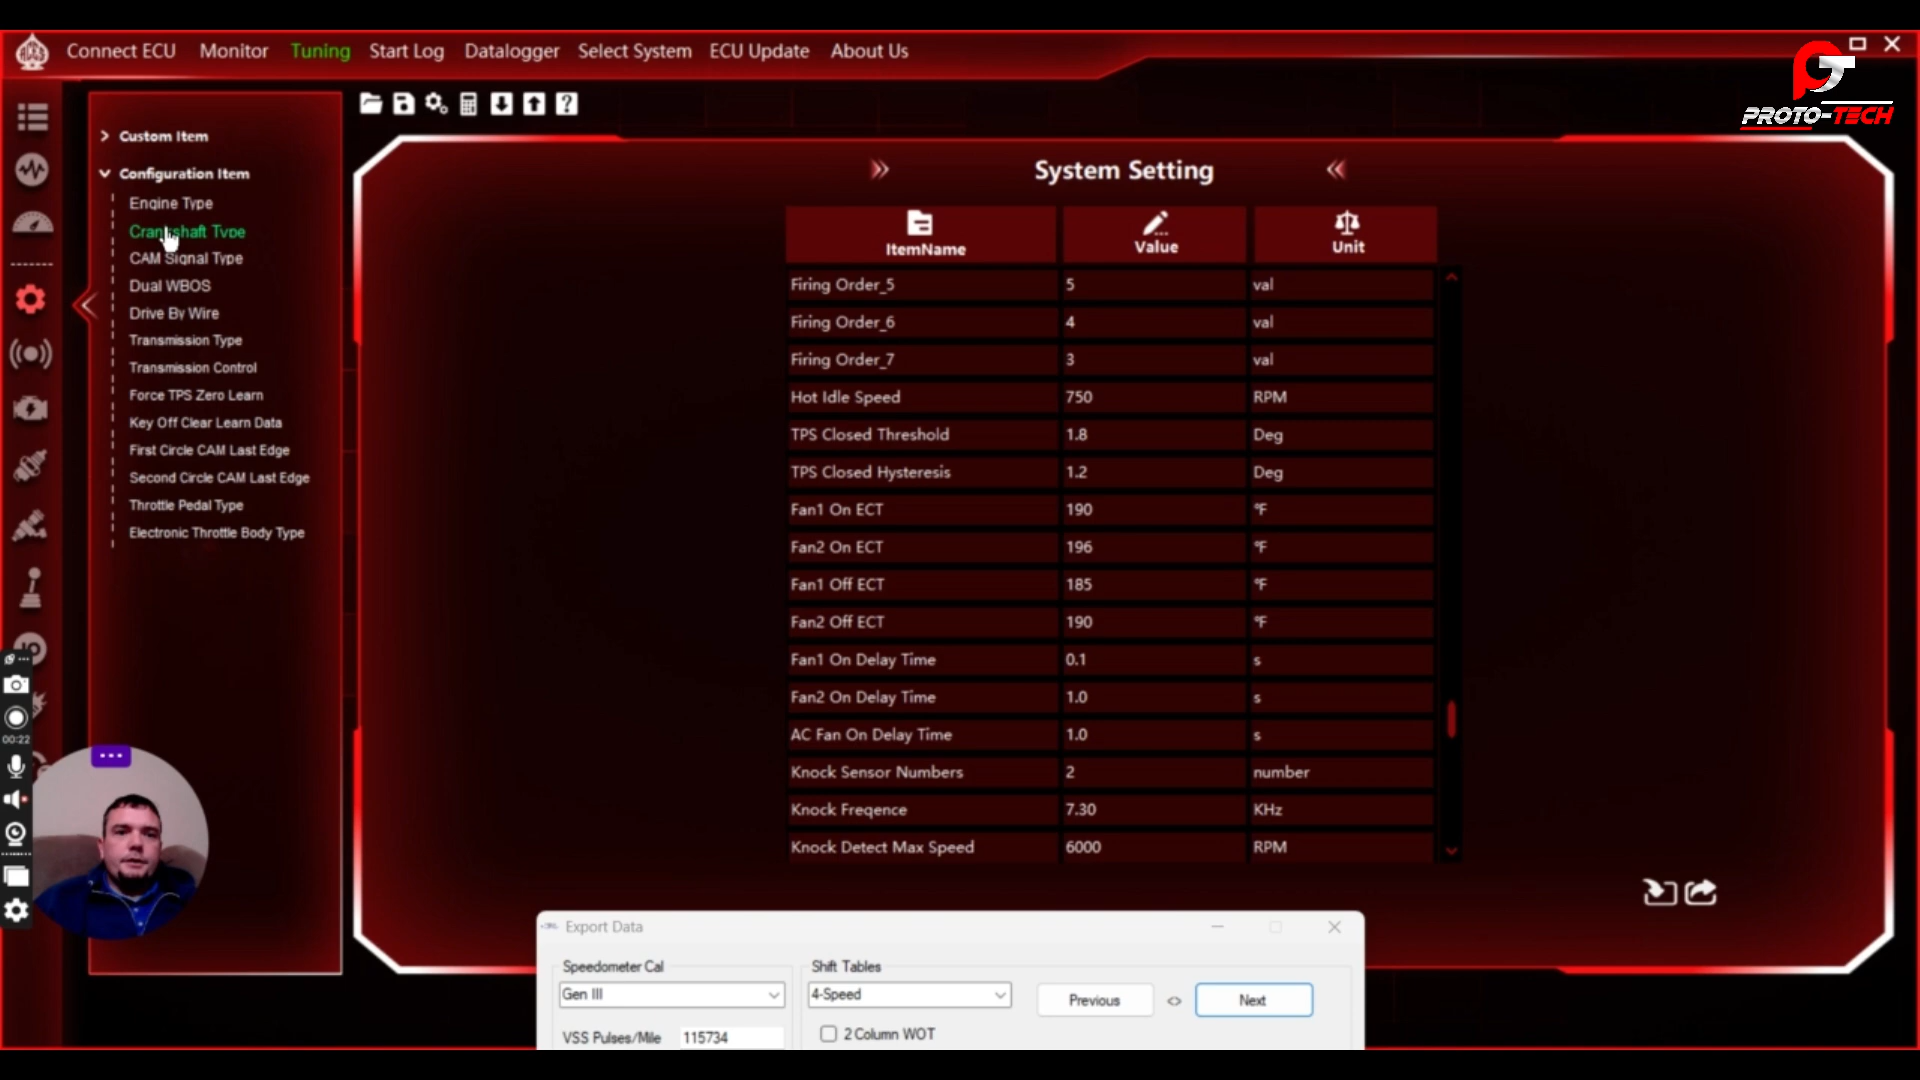 Connect ECU Monitor Tuning Start Log Datalogger Select System ECU Update About Us
PROTO-TECH
Custom Item
Configuration Item
Engine Type
Crankshaft Type
CAM Signal Type
Dual WBOS
Drive By Wire
Transmission Type
Transmission Control
Force TPS Zero Learn
Key Off Clear Learn Data
First Circle CAM Last Edge
Second Circle CAM Last Edge
Throttle Pedal Type
Electronic Throttle Body Type
00:22
System Setting
ItemName Value Unit
Firing Order_5 5 val
Firing Order_6 4 val
Firing Order_7 3 val
Hot Idle Speed 750 RPM
TPS Closed Threshold 1.8 Deg
TPS Closed Hysteresis 1.2 Deg
Fan1 On ECT 190 °F
Fan2 On ECT 196 °F
Fan1 Off ECT 185 °F
Fan2 Off ECT 190 °F
Fan1 On Delay Time 0.1 s
Fan2 On Delay Time 1.0 s
AC Fan On Delay Time 1.0 s
Knock Sensor Numbers 2 number
Knock Freqence 7.30 KHz
Knock Detect Max Speed 6000 RPM
Export Data
Speedometer Cal Shift Tables
Gen III 4-Speed Previous <> Next
VSS Pulses/Mile 115734 2 Column WOT